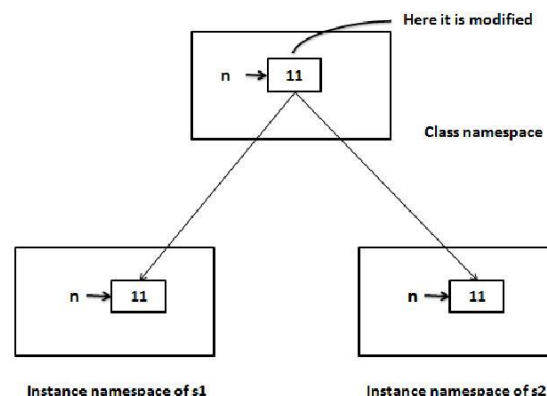 Here it is modified
n 11
Class namespace
n 11
n 11
Instance namespace of s1
Instance namespace of s2